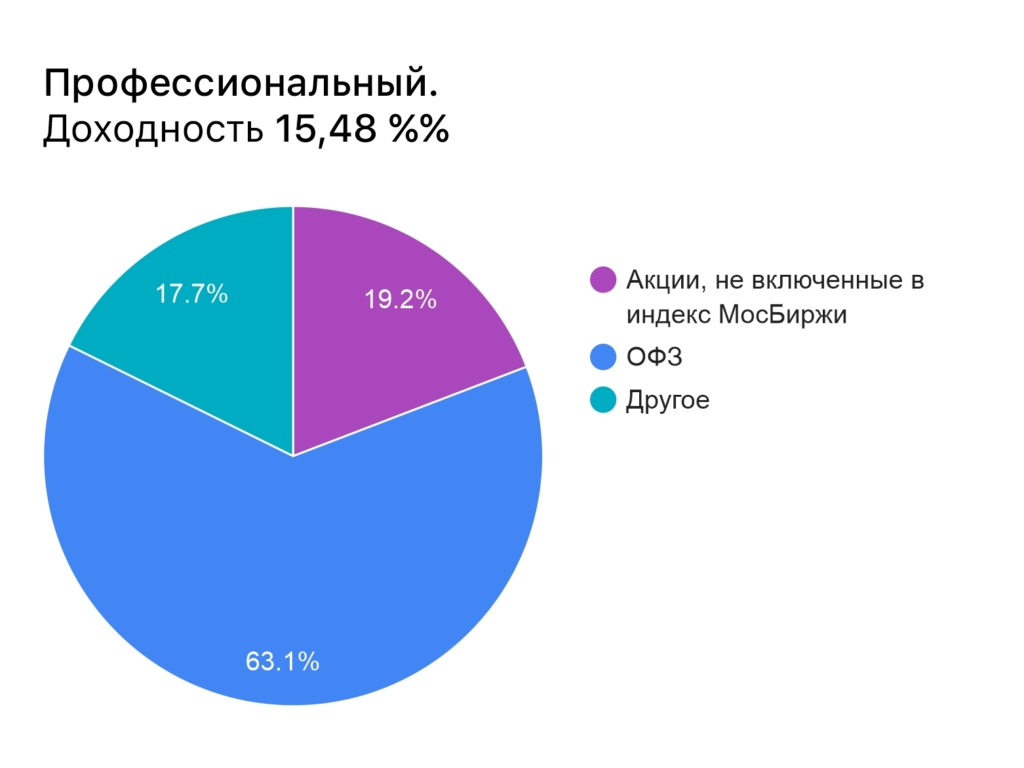 Профессиональный.
Доходность 15,48 %%
17.7%
19.2%
Акции, не включенные в
индекс МосБиржи
ОФЗ
Другое
63.1%